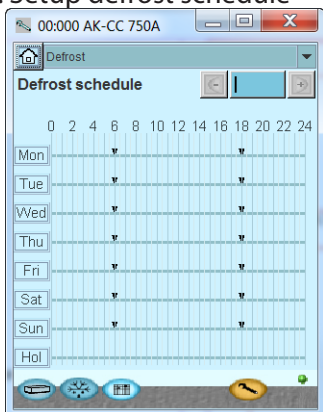 Setup defrost schedule
00:000 AK-CC 750A
Defrost
Defrost schedule
0 2 4 6 8 10 12 14 16 18 20 22 24
Mon
Tue
Wed
Thu
Fri
Sat
Sun
Hol